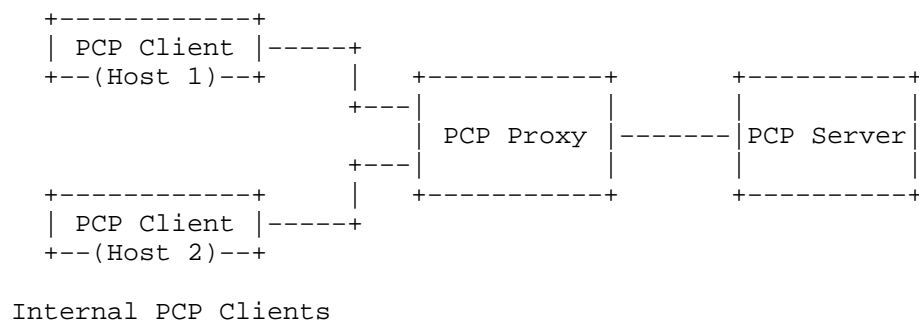 PCP Client
(Host 1)
PCP Proxy
PCP Server
PCP Client
(Host 2)
Internal PCP Clients